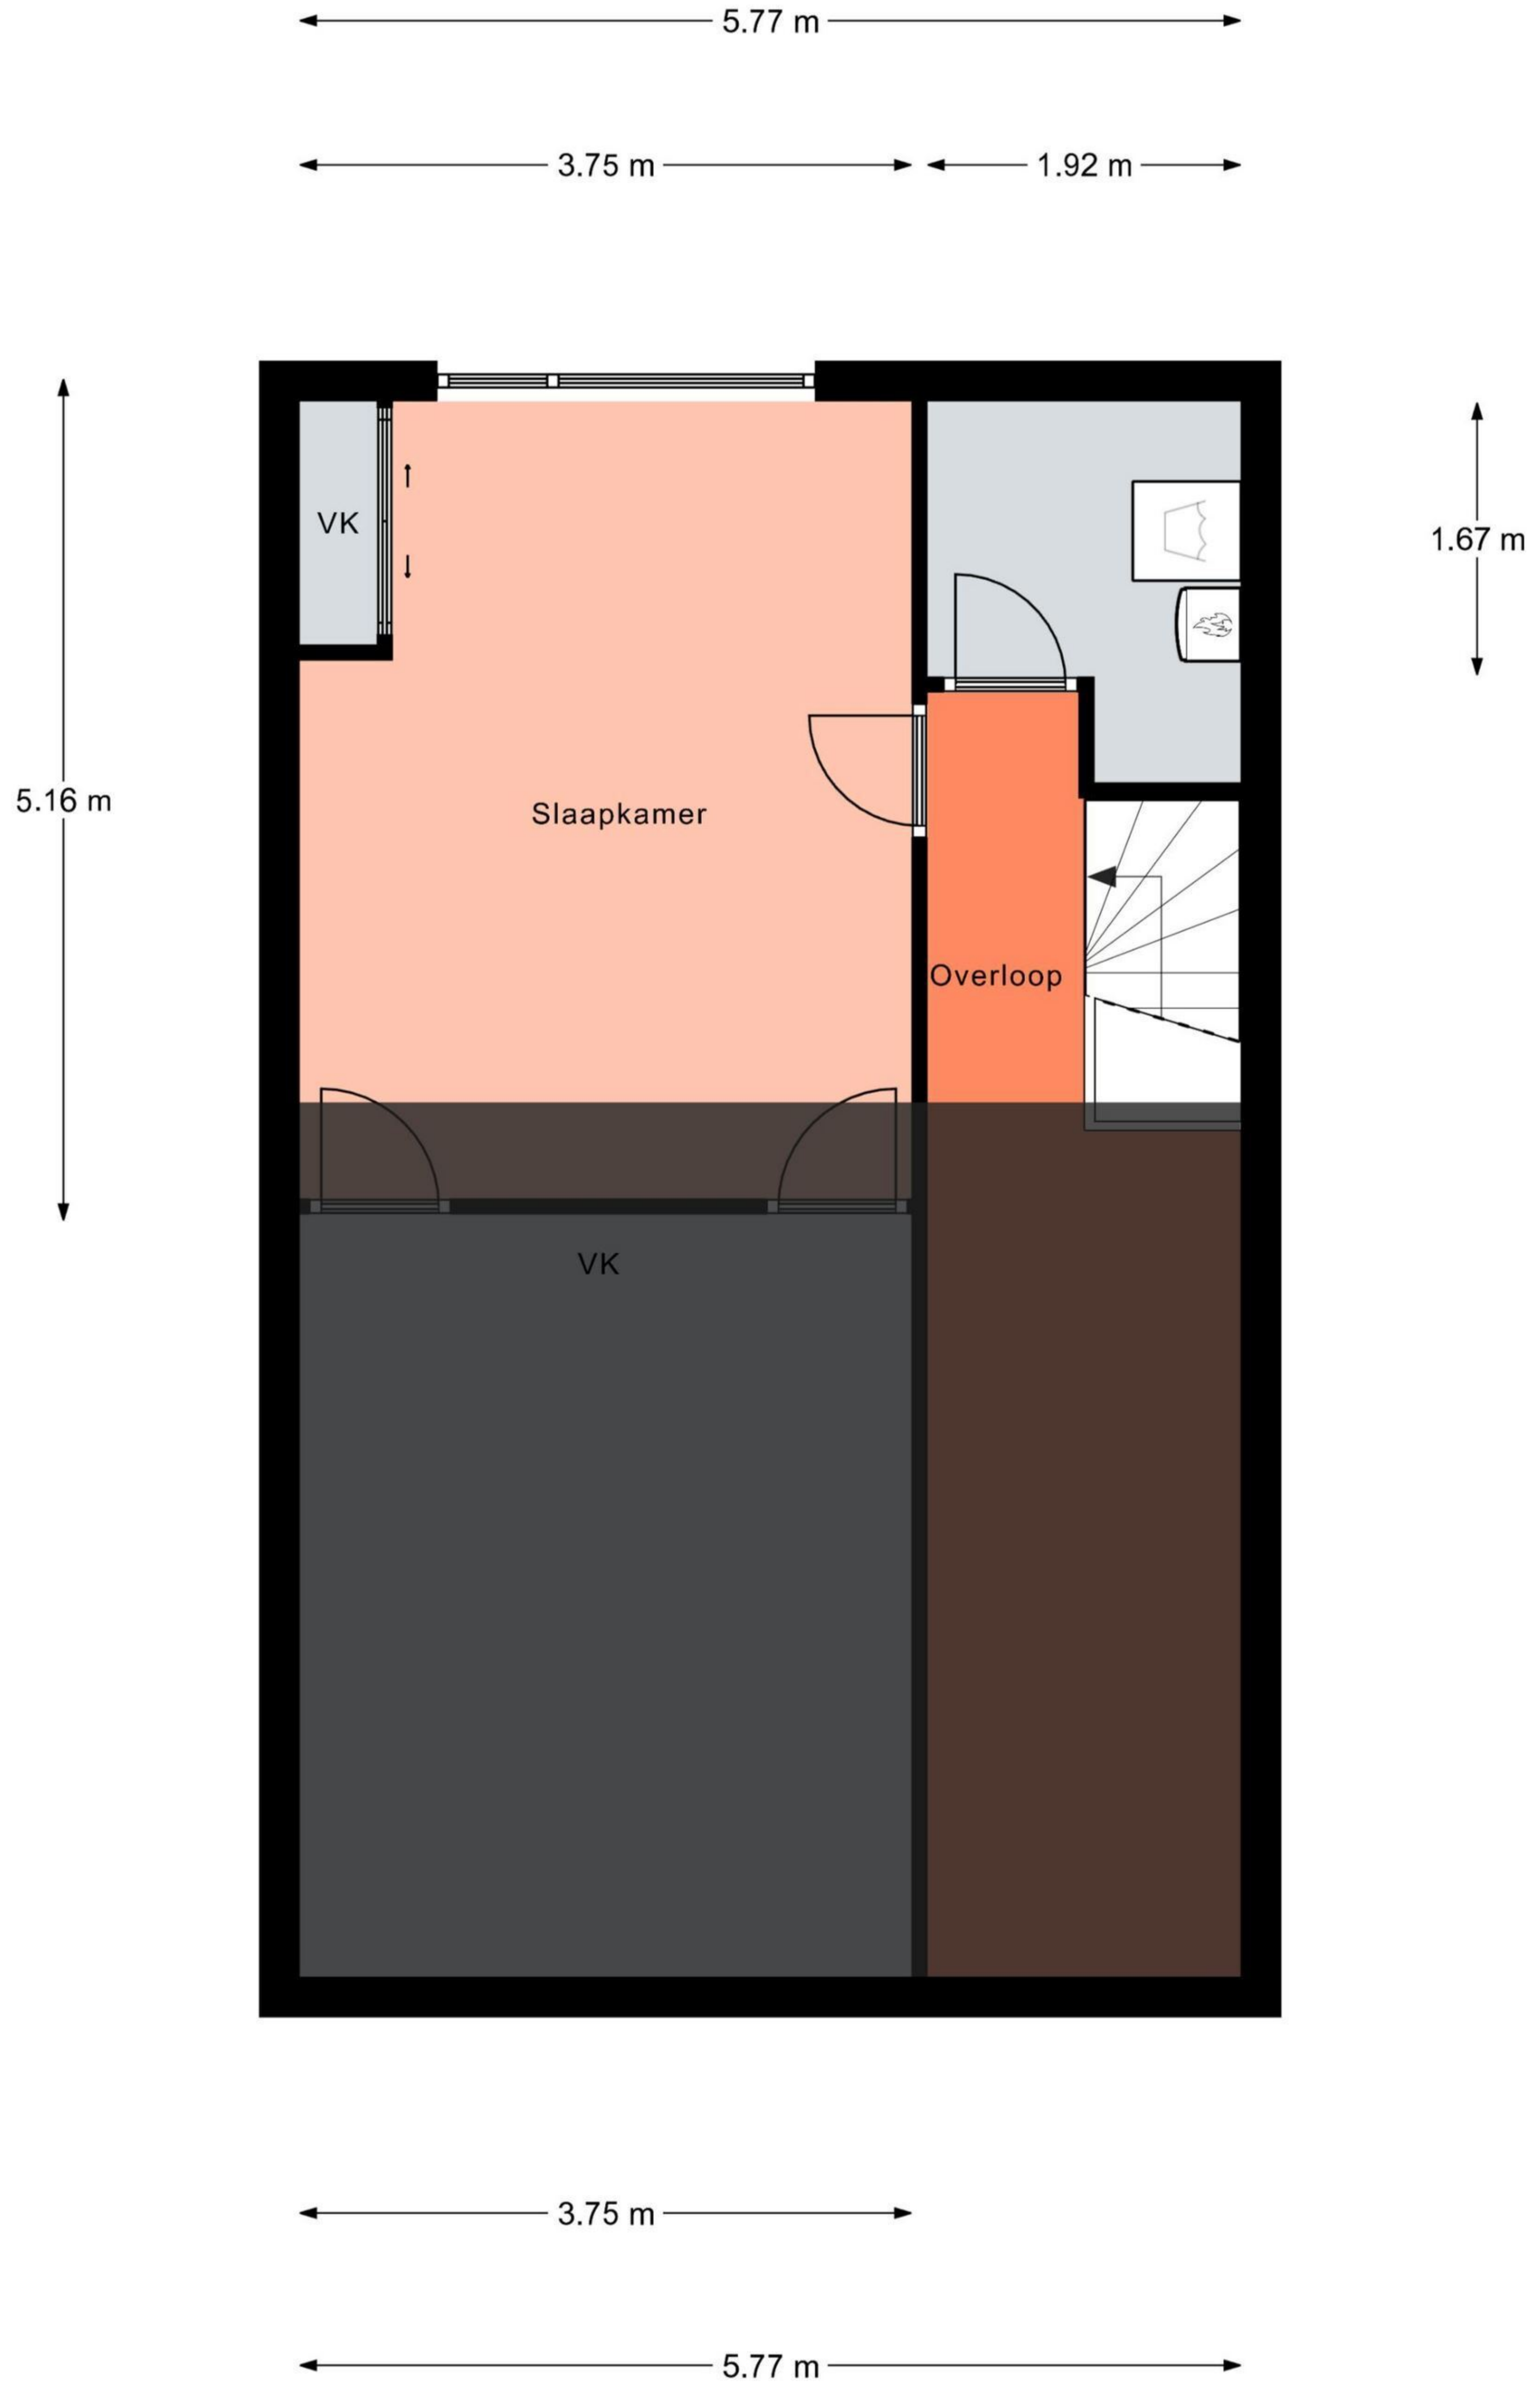 5.77 m
3.75 m
1.92 m
VK
1.67 m
5.16 m
Slaapkamer
Overloop
VK
3.75 m
5.77 m